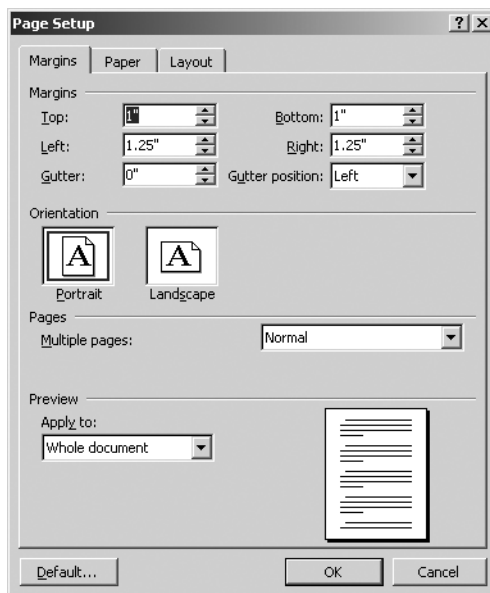 Page Setup ? X
Margins Paper Layout
Margins
Top: 1" Bottom: 1"
Left: 1.25" Right: 1.25"
Gutter: 0" Gutter position: Left
Orientation
A A
Portrait Landscape
Pages
Multiple pages: Normal
Preview
Apply to:
Whole document
Default... OK Cancel